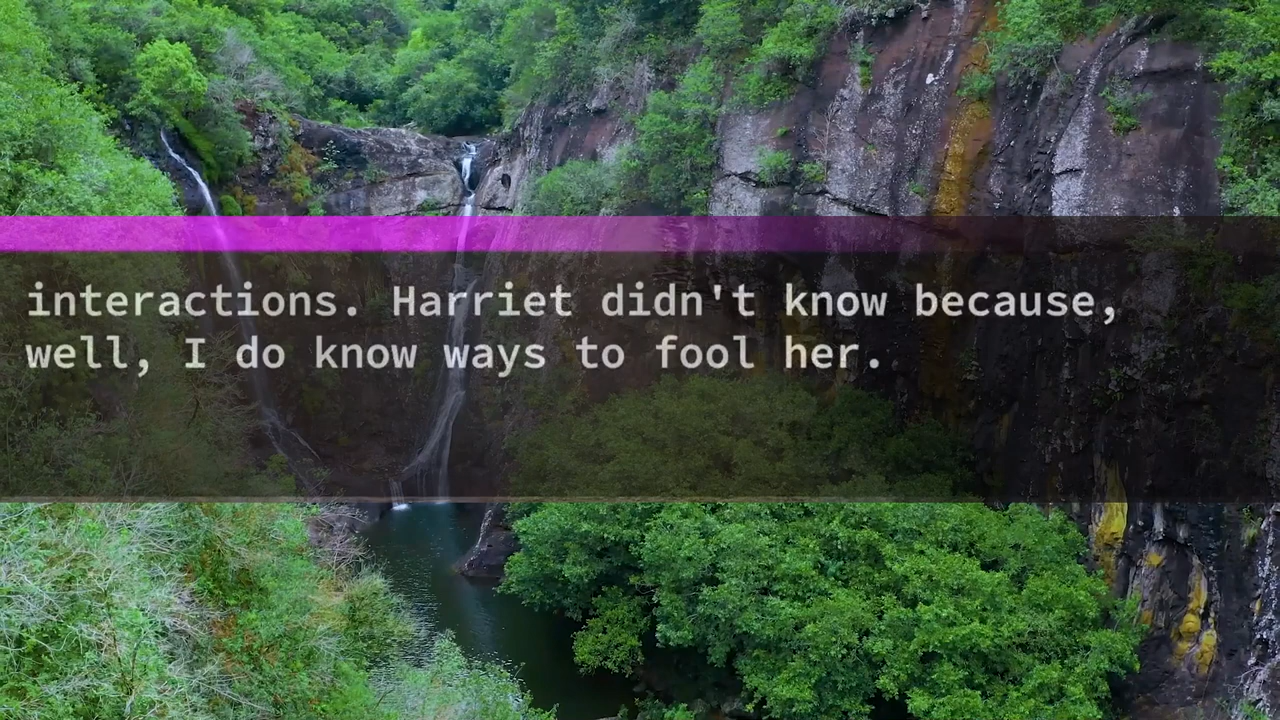 interactions. Harriet didn't know because,
well, I do know ways to fool her.